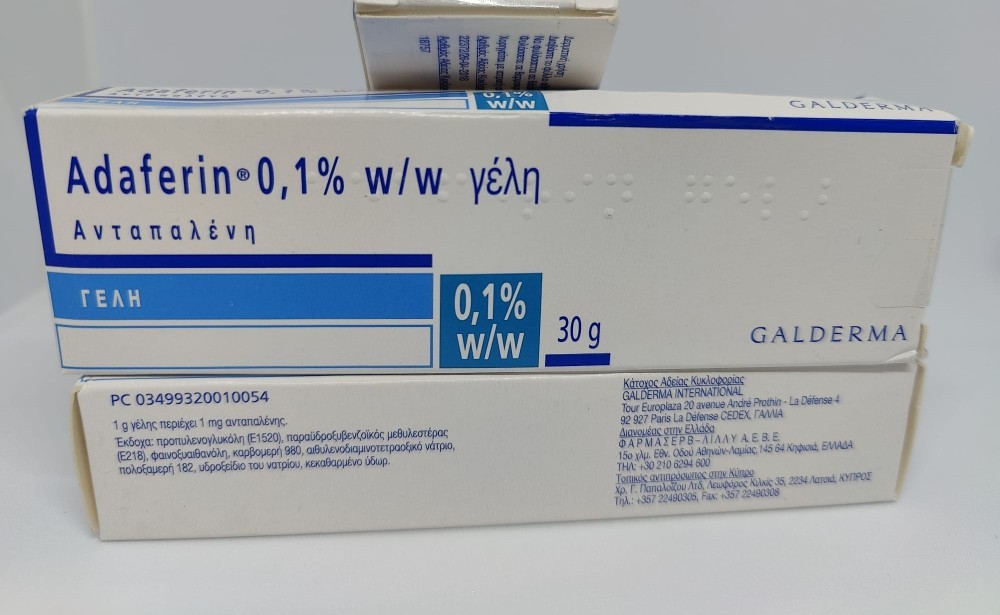 Adaferin-0,1%
0,1%
w/w
GALDERMA
Adaferin® 0,1% w/w γέλη
Ανταπαλένη
ΓΕΛΗ
0,1%
w/w
30 g
GALDERMA
PC 03499320010054
1 g γέλης περιέχει 1 mg ανταπαλένης.
Έκδοχα: προπυλενογλυκόλη (E1520), παραϋδροξυβενζοϊκός μεθυλεστέρας
(E218), φαινοξυαιθανόλη, καρβομερή 980, αιθυλενοδιαμινοτετραοξικό νάτριο,
πολοξαμερή 182, υδροξείδιο του νατρίου, κεκαθαρμένο ύδωρ.
Κάτοχος Αδείας Κυκλοφορίας
GALDERMA INTERNATIONAL
Tour Europlaza 20 avenue André Prothin - La Défense 4
92 927 Paris La Défense CEDEX, ΓΑΛΛΙΑ
Διανομέας στην Ελλάδα
ΦΑΡΜΑΣΕΡΒ-ΛΙΛΛΥ Α.Ε.Β.Ε.
15ο χλμ. Εθν. Οδού Αθηνών-Λαμίας, 145 64 Κηφισιά, ΕΛΛΑΔΑ
ΤΗΛ: +30 210 6294 600
Τοπικός αντιπρόσωπος στην Κύπρο
Χρ. Γ. Παπαλοΐζου Λτδ, Λεωφόρος Κιλκίς 35, 2234 Λατσιά, ΚΥΠΡΟΣ
Τηλ.: +357 22490305, Fax: +357 22490308